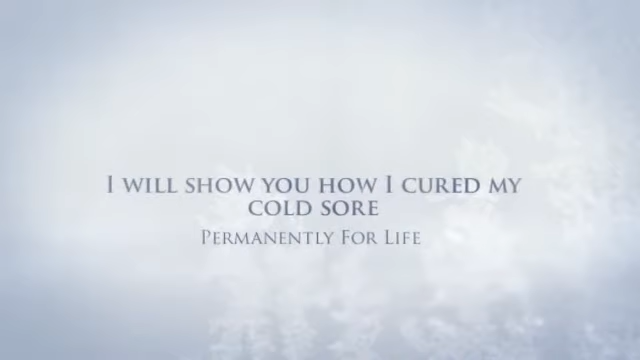 I WILL SHOW YOU HOW I CURED MY
COLD SORE
PERMANENTLY FOR LIFE